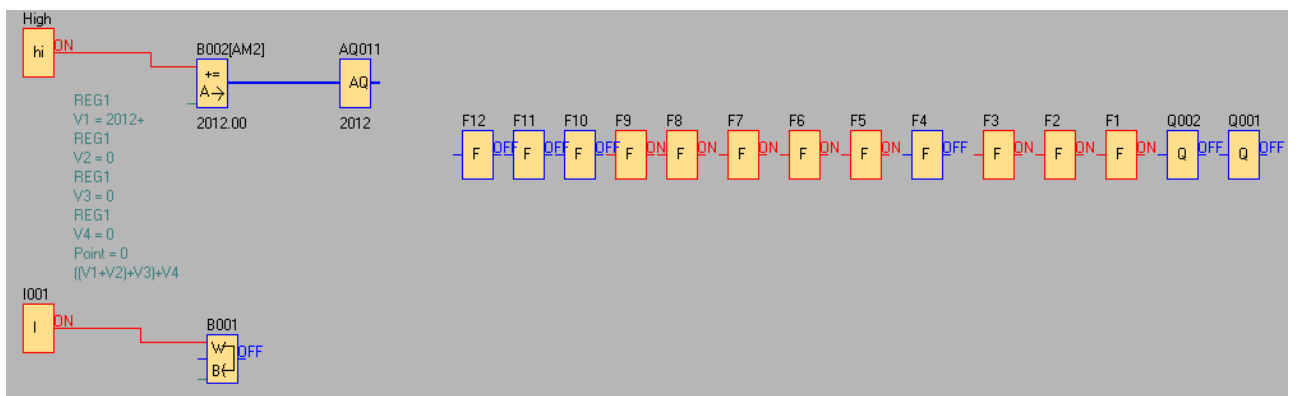 High
hi ON
B002[AM2]
+=
A→
2012.00
AQ011
AQ
2012
REG1
V1 = 2012+
REG1
V2 = 0
REG1
V3 = 0
REG1
V4 = 0
Point = 0
((V1+V2)+V3)+V4
F12 F11 F10 F9 F8 F7 F6 F5 F4 F3 F2 F1 Q002 Q001
F OFF F OFF F OFF F ON F ON F ON F ON F ON F OFF F ON F ON F ON Q OFF Q OFF
I001
I ON
B001
W OFF
B(